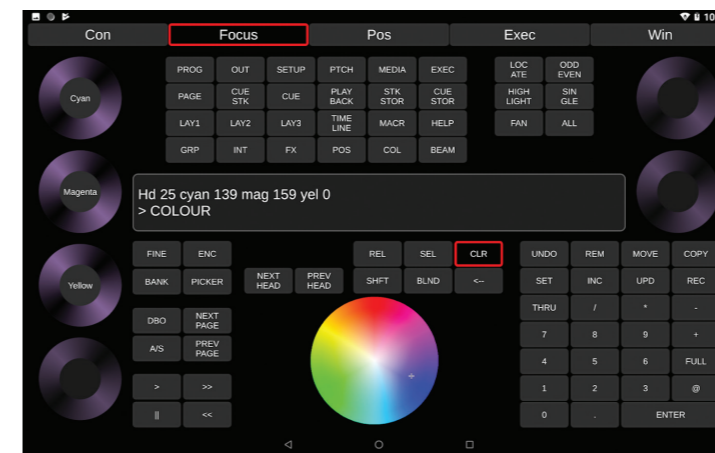 10
Con Focus Pos Exec Win
PROG OUT SETUP PTCH MEDIA EXEC LOC ATE ODD EVEN
Cyan
PAGE CUE STK CUE PLAY BACK STK STOR CUE STOR HIGH LIGHT SIN GLE
LAY1 LAY2 LAY3 TIME LINE MACR HELP FAN ALL
GRP INT FX POS COL BEAM
Magenta
Hd 25 cyan 139 mag 159 yel 0
> COLOUR
FINE ENC REL SEL CLR UNDO REM MOVE COPY
Yellow
BANK PICKER NEXT HEAD PREV HEAD SHFT BLND <-- SET INC UPD REC
DBO NEXT PAGE THRU / * -
7 8 9 +
A/S PREV PAGE
4 5 6 FULL
> >> 1 2 3 @
|| << 0 . ENTER